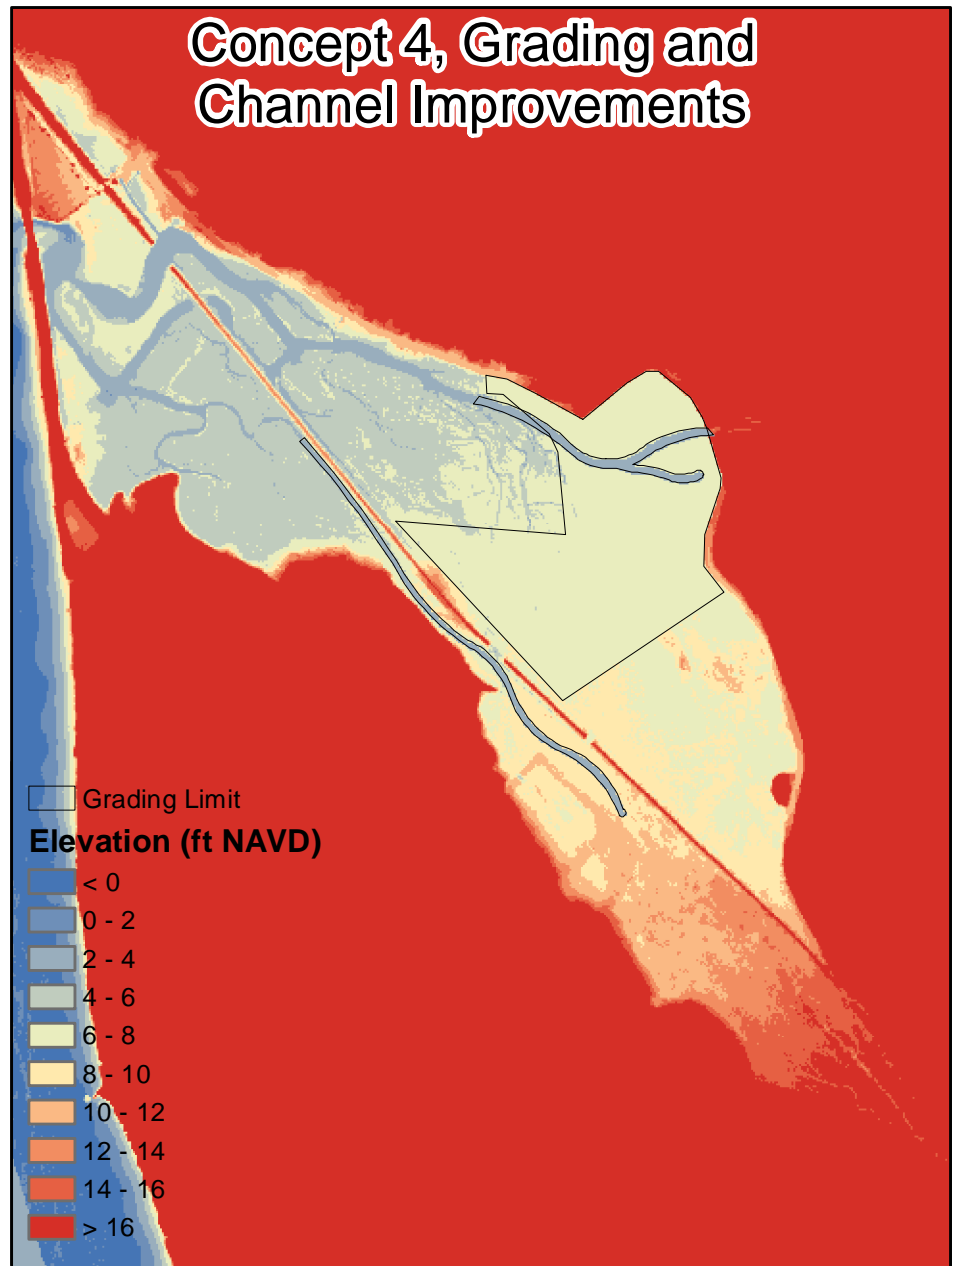 Concept 4, Grading and
Channel Improvements
Grading Limit
Elevation (ft NAVD)
< 0
0 - 2
2 - 4
4 - 6
6 - 8
8 - 10
10 - 12
12 - 14
14 - 16
> 16